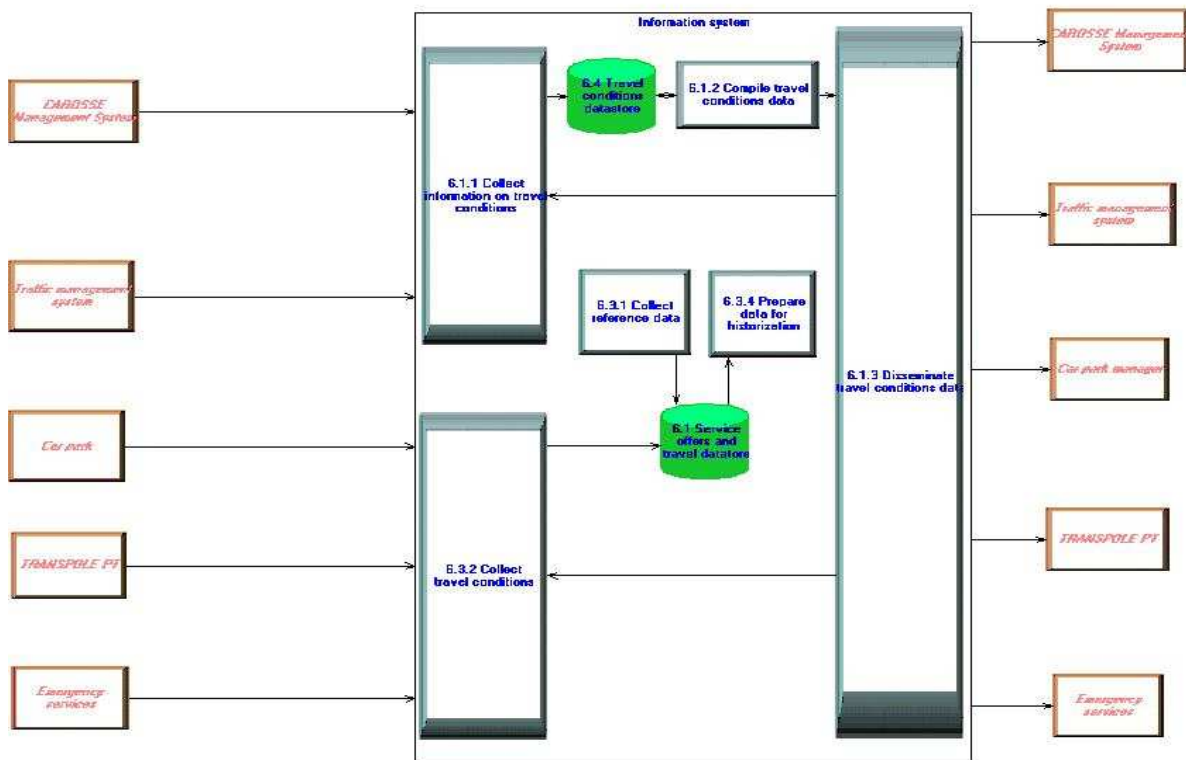 Information system
CAROSSE
Management System
Traffic management
system
Car park
TRANSPOLE PT
Emergency
services
6.1.1 Collect
information on travel
conditions
6.4 Travel
conditions
datastore
6.1.2 Compile travel
conditions data
6.3.1 Collect
reference data
6.3.4 Prepare
data for
historization
6.1 Service
offers and
travel datatore
6.3.2 Collect
travel conditions
6.1.3 Disseminate
travel conditions data
CAROSSE Management
System
Traffic management
system
Car park manager
TRANSPOLE PT
Emergency
services